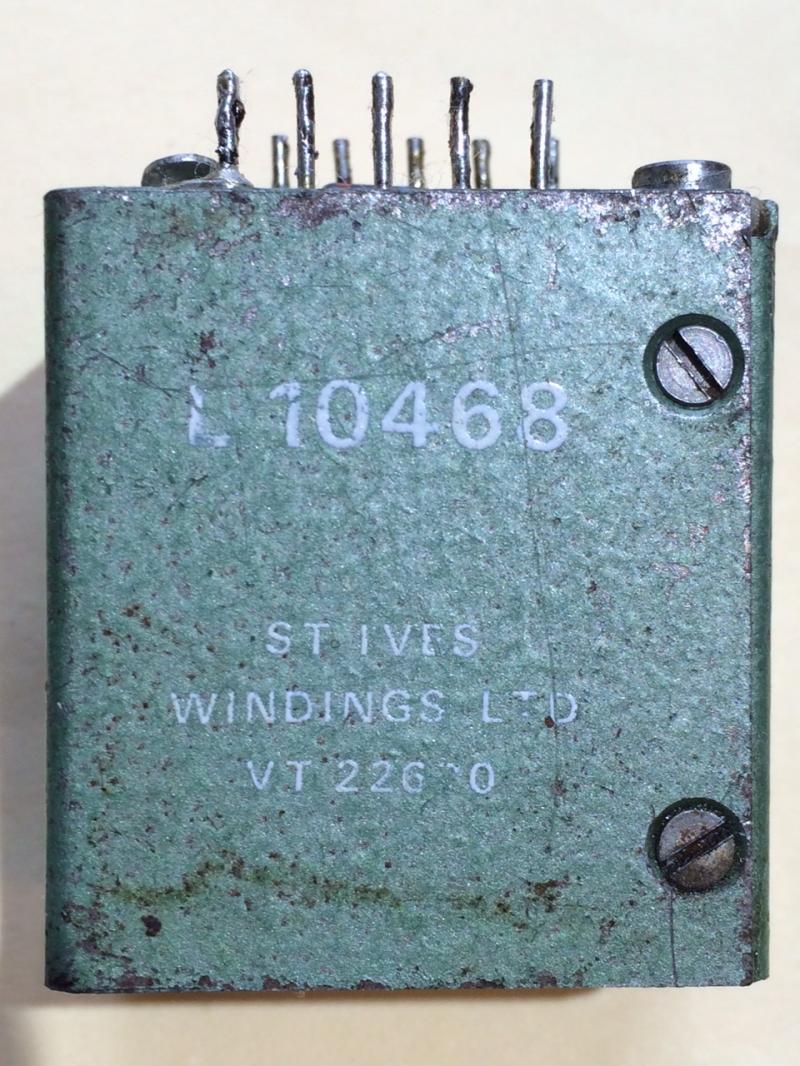 L 10468
ST IVES
WINDINGS LTD
VT